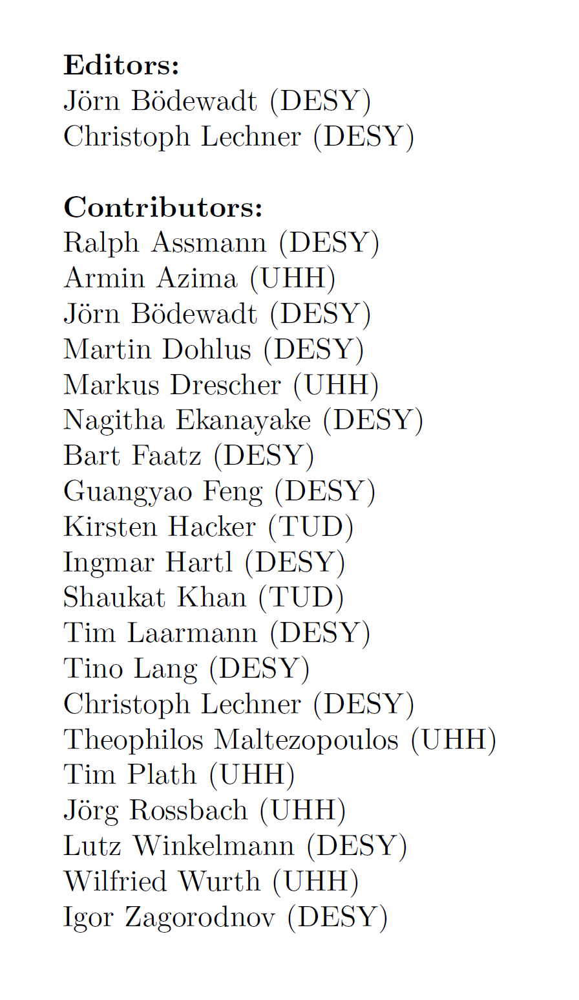 Editors:
Jörn Bödewadt (DESY)
Christoph Lechner (DESY)
Contributors:
Ralph Assmann (DESY)
Armin Azima (UHH)
Jörn Bödewadt (DESY)
Martin Dohlus (DESY)
Markus Drescher (UHH)
Nagitha Ekanayake (DESY)
Bart Faatz (DESY)
Guangyao Feng (DESY)
Kirsten Hacker (TUD)
Ingmar Hartl (DESY)
Shaukat Khan (TUD)
Tim Laarmann (DESY)
Tino Lang (DESY)
Christoph Lechner (DESY)
Theophilos Maltezopoulos (UHH)
Tim Plath (UHH)
Jörg Rossbach (UHH)
Lutz Winkelmann (DESY)
Wilfried Wurth (UHH)
Igor Zagorodnov (DESY)